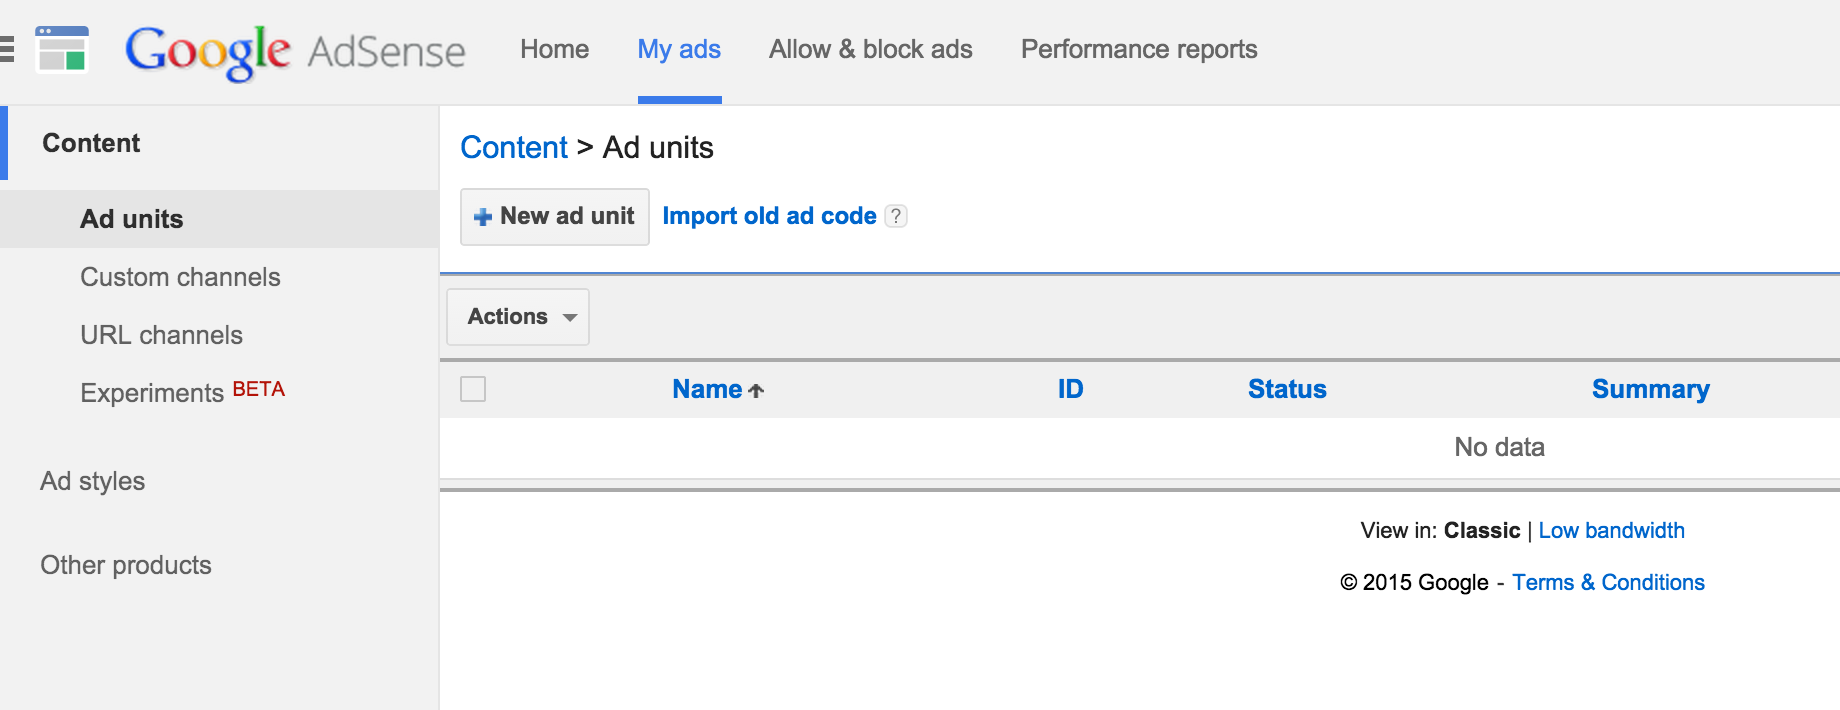 Google AdSense Home My ads Allow & block ads Performance reports
Content
Ad units
Custom channels
URL channels
Experiments BETA
Ad styles
Other products
Content > Ad units
New ad unit Import old ad code ?
Actions
Name ID Status Summary
No data
View in: Classic | Low bandwidth
© 2015 Google - Terms & Conditions